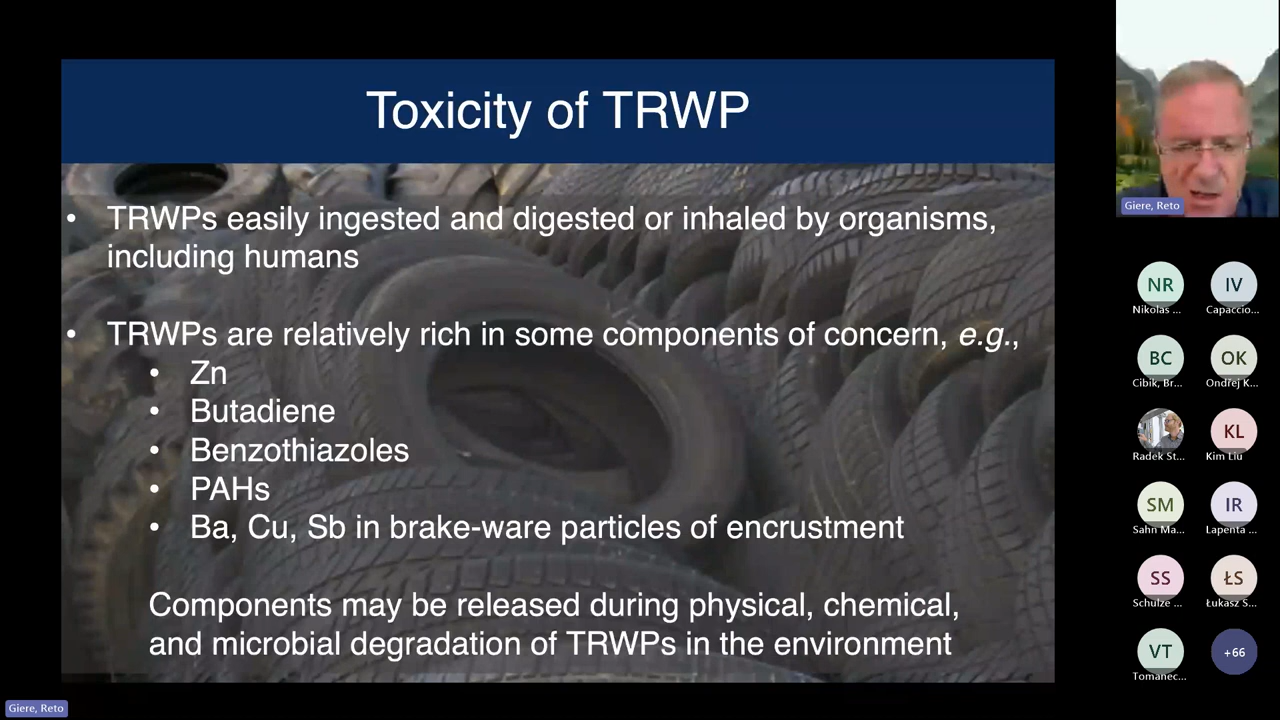 Toxicity of TRWP
• TRWPs easily ingested and digested or inhaled by organisms,
including humans
• TRWPs are relatively rich in some components of concern, e.g.,
• Zn
• Butadiene
• Benzothiazoles
• PAHs
• Ba, Cu, Sb in brake-ware particles of encrustment
Components may be released during physical, chemical,
and microbial degradation of TRWPs in the environment
Giere, Reto
NR
IV
Nikolas ...
Capaccio...
BC
OK
Cibik, Br...
Ondřej K...
KL
Radek St...
Kim Liu
SM
IR
Sahn Ma...
Lapenta ...
SS
ŁS
Schulze ...
Łukasz S...
VT
+66
Tomanec...
Giere, Reto